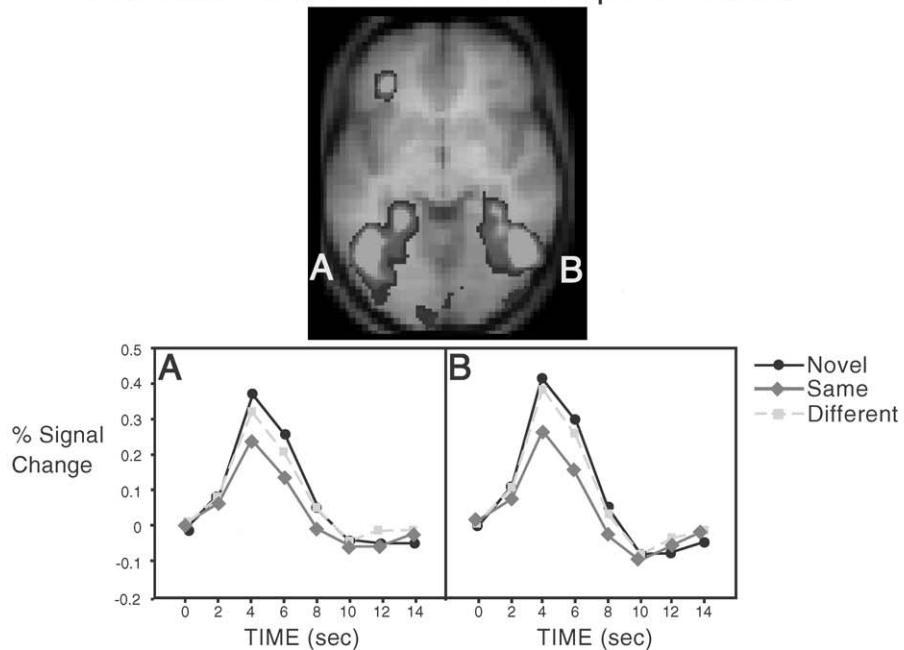 A
B
0.5
0.4
0.3
0.2
0.1
0
-0.1
-0.2
% Signal
Change
A
B
Novel
Same
Different
0 2 4 6 8 10 12 14
0 2 4 6 8 10 12 14
TIME (sec)
TIME (sec)